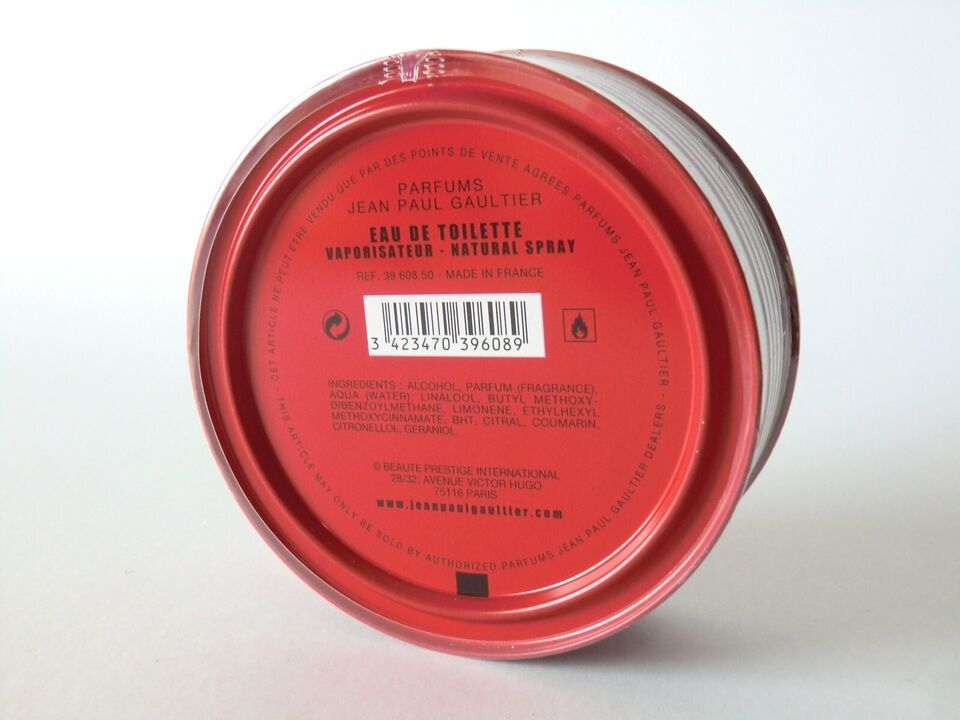 CET ARTICLE NE PEUT ÊTRE VENDU QUE PAR DES POINTS DE VENTE AGREES PARFUMS JEAN PAUL GAULTIER -
THIS ARTICLE MAY ONLY BE SOLD BY AUTHORIZED PARFUMS JEAN PAUL GAULTIER DEALERS -
PARFUMS
JEAN PAUL GAULTIER
EAU DE TOILETTE
VAPORISATEUR - NATURAL SPRAY
REF. 39 608 50 - MADE IN FRANCE
3 423470 396089
INGREDIENTS : ALCOHOL, PARFUM (FRAGRANCE),
AQUA (WATER), LINALOOL, BUTYL METHOXY-
DIBENZOYLMETHANE, LIMONENE, ETHYLHEXYL
METHOXYCINNAMATE, BHT, CITRAL, COUMARIN,
CITRONELLOL, GERANIOL.
© BEAUTE PRESTIGE INTERNATIONAL
28/32, AVENUE VICTOR HUGO
75116 PARIS
www.jeanpaulgaultier.com